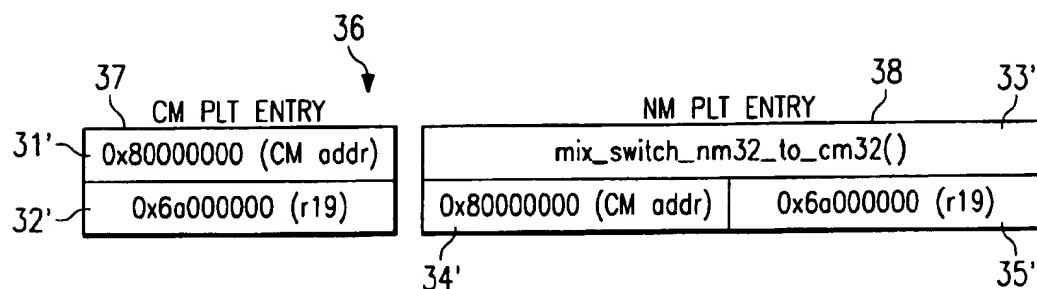 36
37
38
33'
CM PLT ENTRY
NM PLT ENTRY
31'
0x80000000 (CM addr)
mix_switch_nm32_to_cm32()
32'
0x6a000000 (r19)
0x80000000 (CM addr)
0x6a000000 (r19)
34'
35'